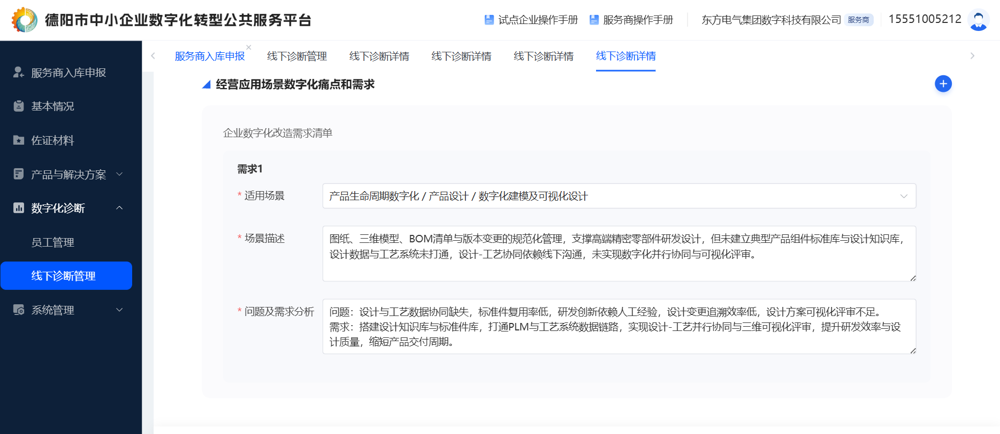 德阳市中小企业数字化转型公共服务平台
试点企业操作手册
服务商操作手册
东方电气集团数字科技有限公司
服务商
15551005212
服务商入库申报
线下诊断管理
线下诊断详情
线下诊断详情
线下诊断详情
线下诊断详情
服务商入库申报
基本情况
佐证材料
产品与解决方案
数字化诊断
员工管理
线下诊断管理
系统管理
经营应用场景数字化痛点和需求
企业数字化改造需求清单
需求1
* 适用场景
产品生命周期数字化 / 产品设计 / 数字化建模及可视化设计
* 场景描述
图纸、三维模型、BOM清单与版本变更的规范化管理，支撑高端精密零部件研发设计，但未建立典型产品组件标准库与设计知识库，
设计数据与工艺系统未打通，设计-工艺协同依赖线下沟通，未实现数字化并行协同与可视化评审。
* 问题及需求分析
问题：设计与工艺数据协同缺失，标准件复用率低，研发创新依赖人工经验，设计变更追溯效率低，设计方案可视化评审不足。
需求：搭建设计知识库与标准件库，打通PLM与工艺系统数据链路，实现设计-工艺并行协同与三维可视化评审，提升研发效率与设
计质量，缩短产品交付周期。